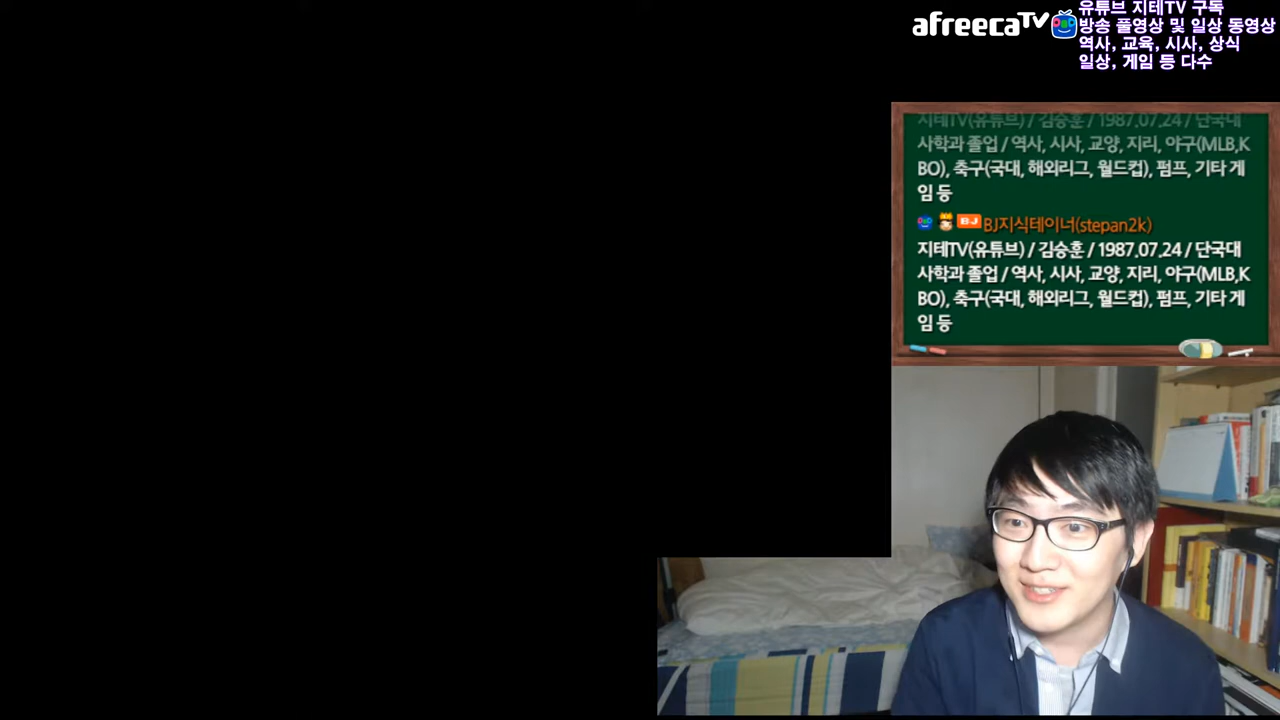 afreecaTV
유튜브 지테TV 구독
방송 풀영상 및 일상 동영상
역사, 교육, 시사, 상식
일상, 게임 등 다수
지테TV(유튜브) / 김승훈 / 1987.07.24 / 단국대
사학과 졸업 / 역사, 시사, 교양, 지리, 야구(MLB,K
BO), 축구(국대, 해외리그, 월드컵), 펌프, 기타 게
임 등
BJ BJ지식테이너(stepan2k)
지테TV(유튜브) / 김승훈 / 1987.07.24 / 단국대
사학과 졸업 / 역사, 시사, 교양, 지리, 야구(MLB,K
BO), 축구(국대, 해외리그, 월드컵), 펌프, 기타 게
임 등